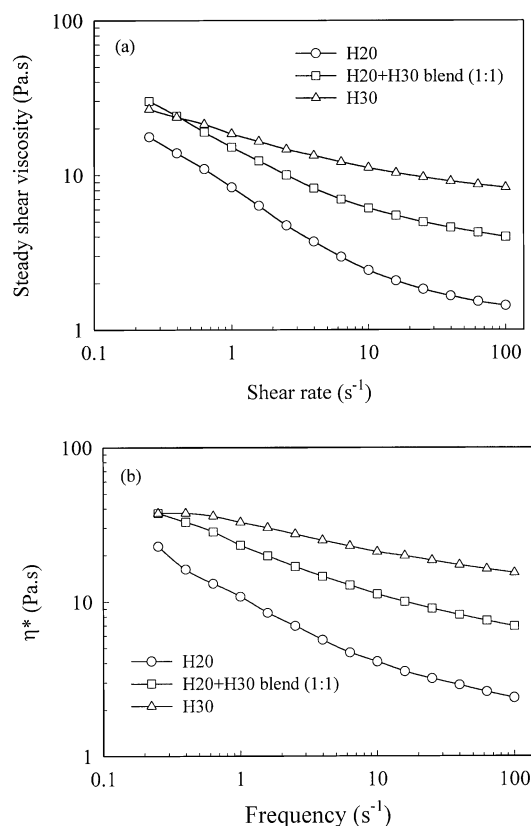 100
(a)
H20
H20+H30 blend (1:1)
H30
10
1
Steady shear viscosity (Pa.s)
0.1 1 10 100
Shear rate (s⁻¹)
100
(b)
10
H20
H20+H30 blend (1:1)
H30
1
η* (Pa.s)
0.1 1 10 100
Frequency (s⁻¹)